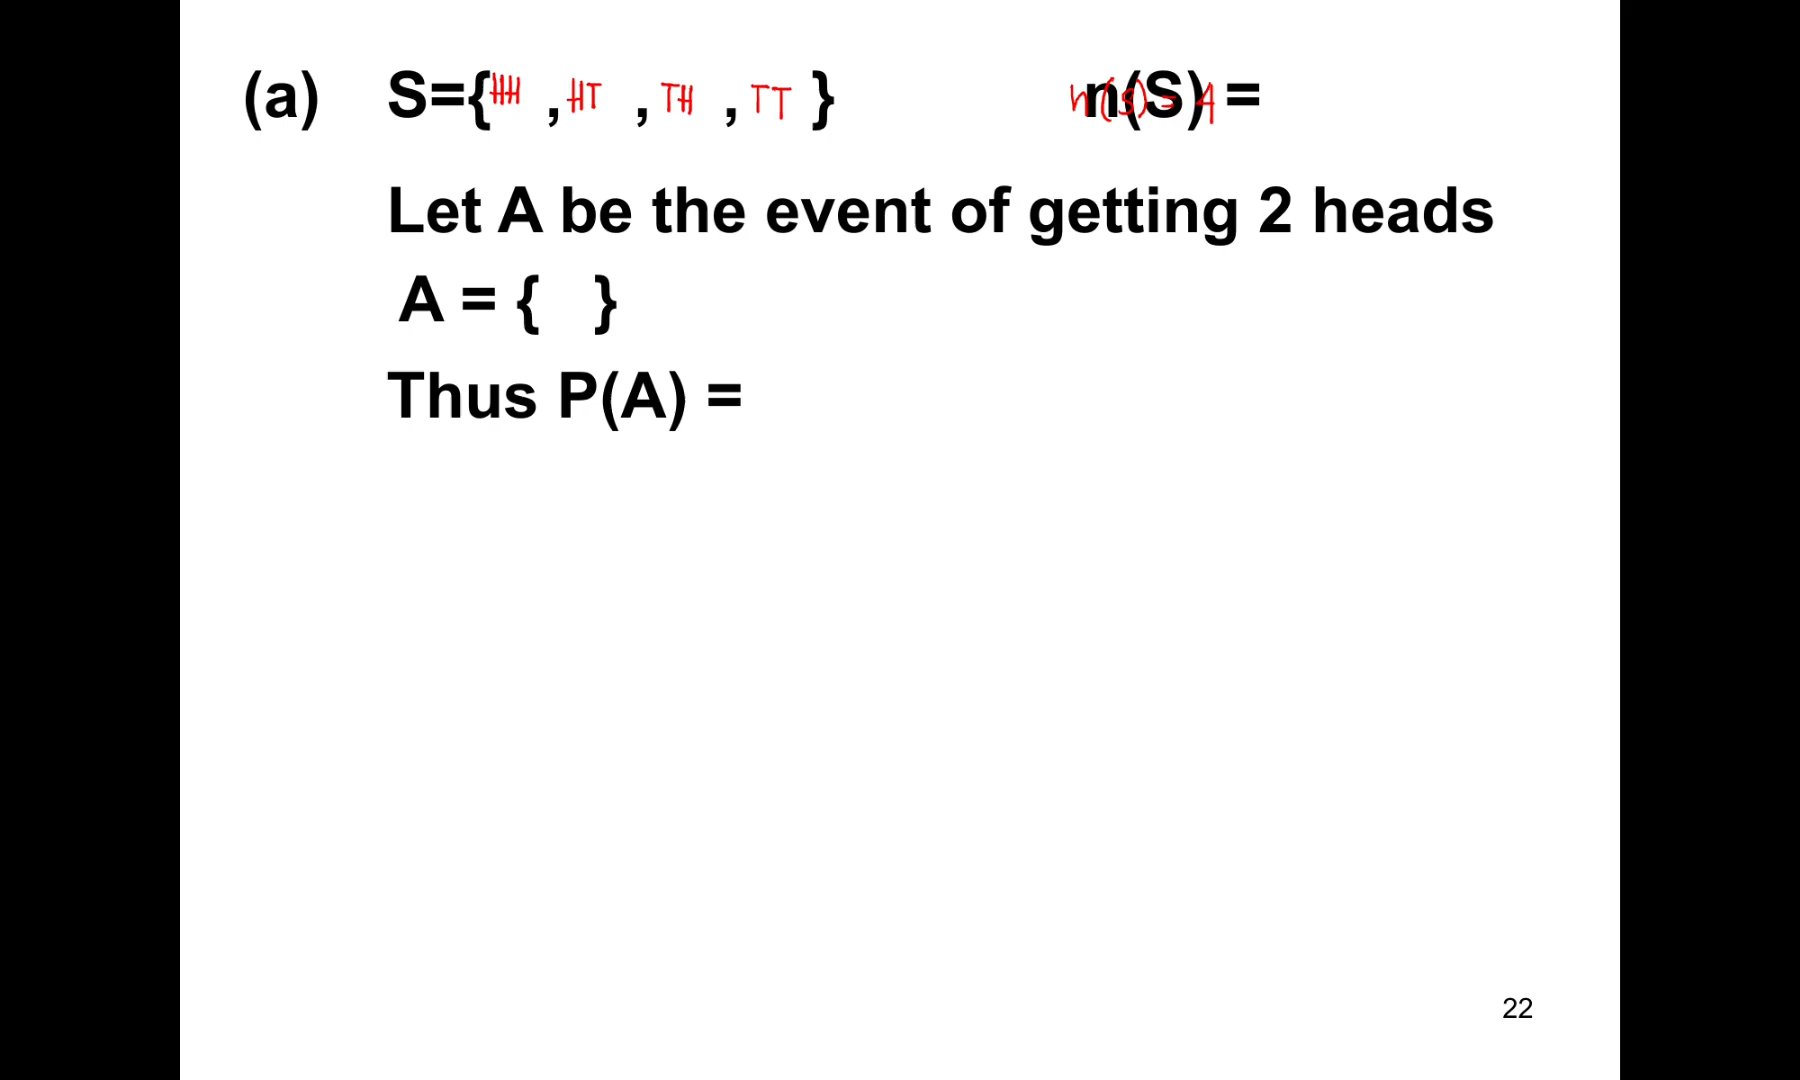 (a) S={HH , HT , TH , TT } n(S) = n(S) = 4
Let A be the event of getting 2 heads
A = { }
Thus P(A) =
22